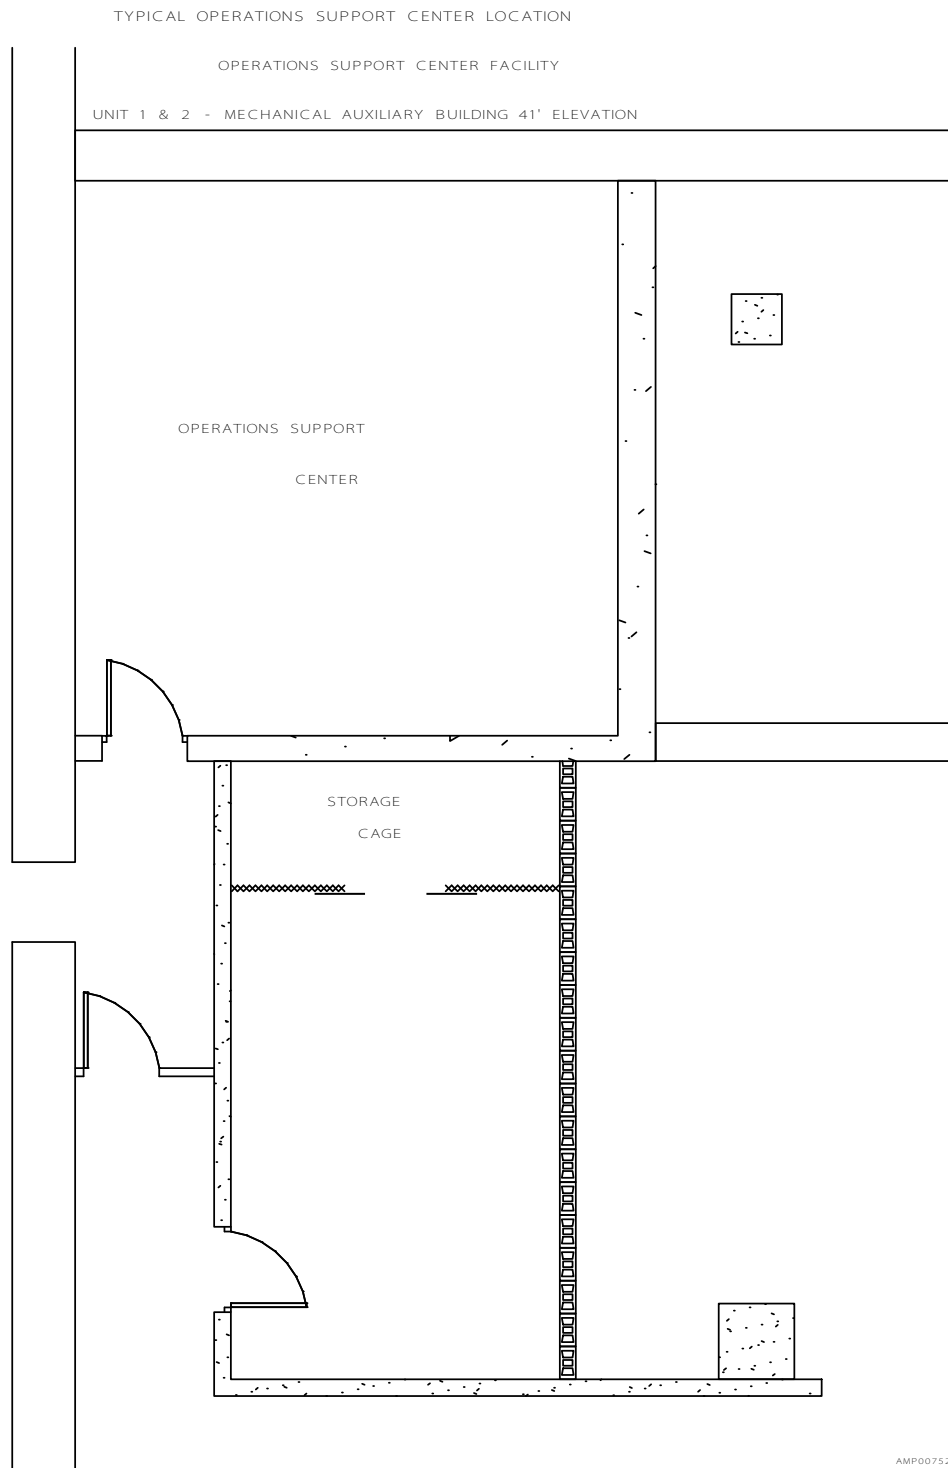 TYPICAL OPERATIONS SUPPORT CENTER LOCATION
OPERATIONS SUPPORT CENTER FACILITY
UNIT 1 & 2 - MECHANICAL AUXILIARY BUILDING 41' ELEVATION
OPERATIONS SUPPORT
CENTER
STORAGE
CAGE
AMP00752